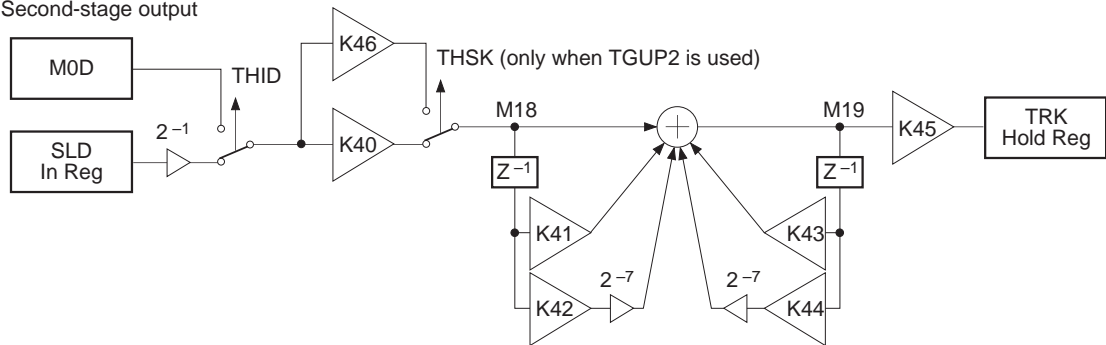 Second-stage output
M0D
SLD
In Reg
2 –1
THID
K46
K40
THSK (only when TGUP2 is used)
M18
Z –1
K41
K42
2 –7
M19
Z –1
K43
K44
2 –7
K45
TRK
Hold Reg